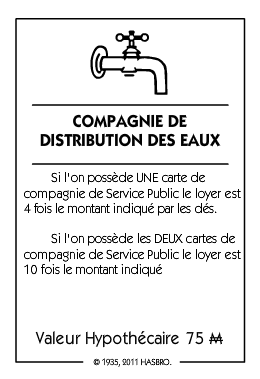 COMPAGNIE DE
DISTRIBUTION DES EAUX
Si l'on possède UNE carte de
compagnie de Service Public le loyer est
4 fois le montant indiqué par les dés.
Si l'on possède les DEUX cartes de
compagnie de Service Public le loyer est
10 fois le montant indiqué
Valeur Hypothécaire 75 ₩
© 1935, 2011 HASBRO.